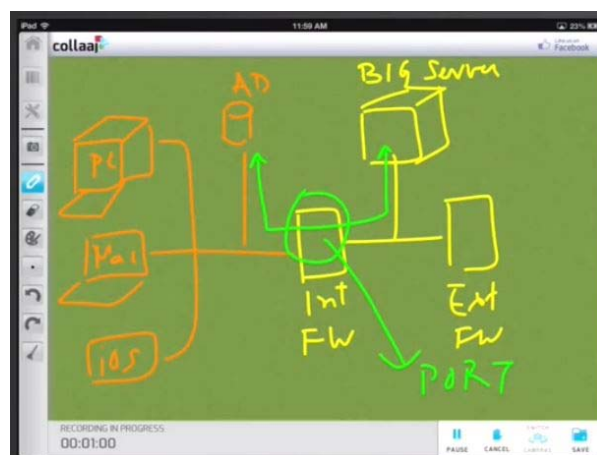 iPad
11:59 AM
23%
collaaj
Facebook
AD
BIG Server
PC
Mac
iOS
Int
FW
Ext
FW
PORT
RECORDING IN PROGRESS
00:01:00
PAUSE
CANCEL
CAMERAS
SAVE